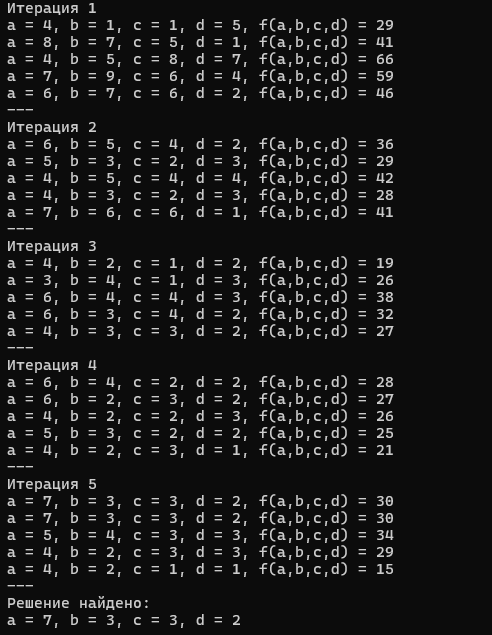 Итерация 1
a = 4, b = 1, c = 1, d = 5, f(a,b,c,d) = 29
a = 8, b = 7, c = 5, d = 1, f(a,b,c,d) = 41
a = 4, b = 5, c = 8, d = 7, f(a,b,c,d) = 66
a = 7, b = 9, c = 6, d = 4, f(a,b,c,d) = 59
a = 6, b = 7, c = 6, d = 2, f(a,b,c,d) = 46
---
Итерация 2
a = 6, b = 5, c = 4, d = 2, f(a,b,c,d) = 36
a = 5, b = 3, c = 2, d = 3, f(a,b,c,d) = 29
a = 4, b = 5, c = 4, d = 4, f(a,b,c,d) = 42
a = 4, b = 3, c = 2, d = 3, f(a,b,c,d) = 28
a = 7, b = 6, c = 6, d = 1, f(a,b,c,d) = 41
---
Итерация 3
a = 4, b = 2, c = 1, d = 2, f(a,b,c,d) = 19
a = 3, b = 4, c = 1, d = 3, f(a,b,c,d) = 26
a = 6, b = 4, c = 4, d = 3, f(a,b,c,d) = 38
a = 6, b = 3, c = 4, d = 2, f(a,b,c,d) = 32
a = 4, b = 3, c = 3, d = 2, f(a,b,c,d) = 27
---
Итерация 4
a = 6, b = 4, c = 2, d = 2, f(a,b,c,d) = 28
a = 6, b = 2, c = 3, d = 2, f(a,b,c,d) = 27
a = 4, b = 2, c = 2, d = 3, f(a,b,c,d) = 26
a = 5, b = 3, c = 2, d = 2, f(a,b,c,d) = 25
a = 4, b = 2, c = 3, d = 1, f(a,b,c,d) = 21
---
Итерация 5
a = 7, b = 3, c = 3, d = 2, f(a,b,c,d) = 30
a = 7, b = 3, c = 3, d = 2, f(a,b,c,d) = 30
a = 5, b = 4, c = 3, d = 3, f(a,b,c,d) = 34
a = 4, b = 2, c = 3, d = 3, f(a,b,c,d) = 29
a = 4, b = 2, c = 1, d = 1, f(a,b,c,d) = 15
---
Решение найдено:
a = 7, b = 3, c = 3, d = 2